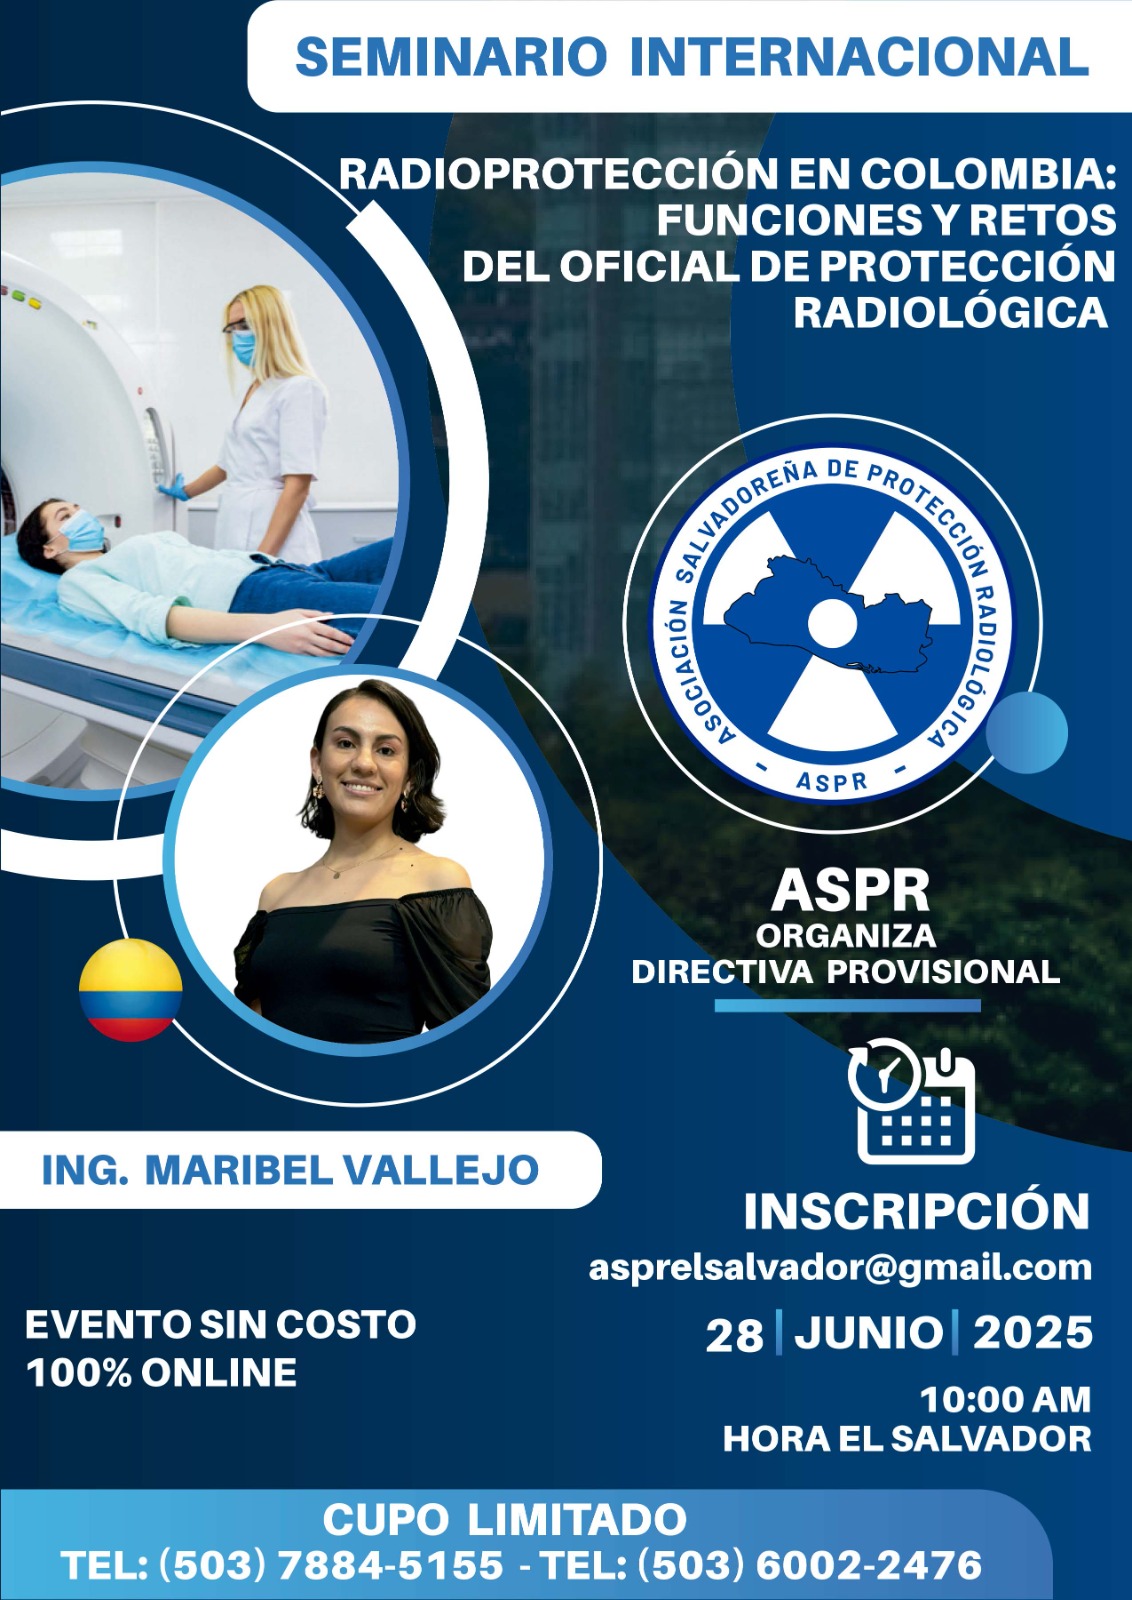 SEMINARIO INTERNACIONAL
RADIOPROTECCIÓN EN COLOMBIA:
FUNCIONES Y RETOS
DEL OFICIAL DE PROTECCIÓN
RADIOLÓGICA
ASOCIACIÓN SALVADOREÑA DE PROTECCIÓN RADIOLÓGICA
- ASPR -
ASPR
ORGANIZA
DIRECTIVA PROVISIONAL
ING. MARIBEL VALLEJO
INSCRIPCIÓN
asprelsalvador@gmail.com
28 | JUNIO | 2025
10:00 AM
HORA EL SALVADOR
EVENTO SIN COSTO
100% ONLINE
CUPO LIMITADO
TEL: (503) 7884-5155 - TEL: (503) 6002-2476